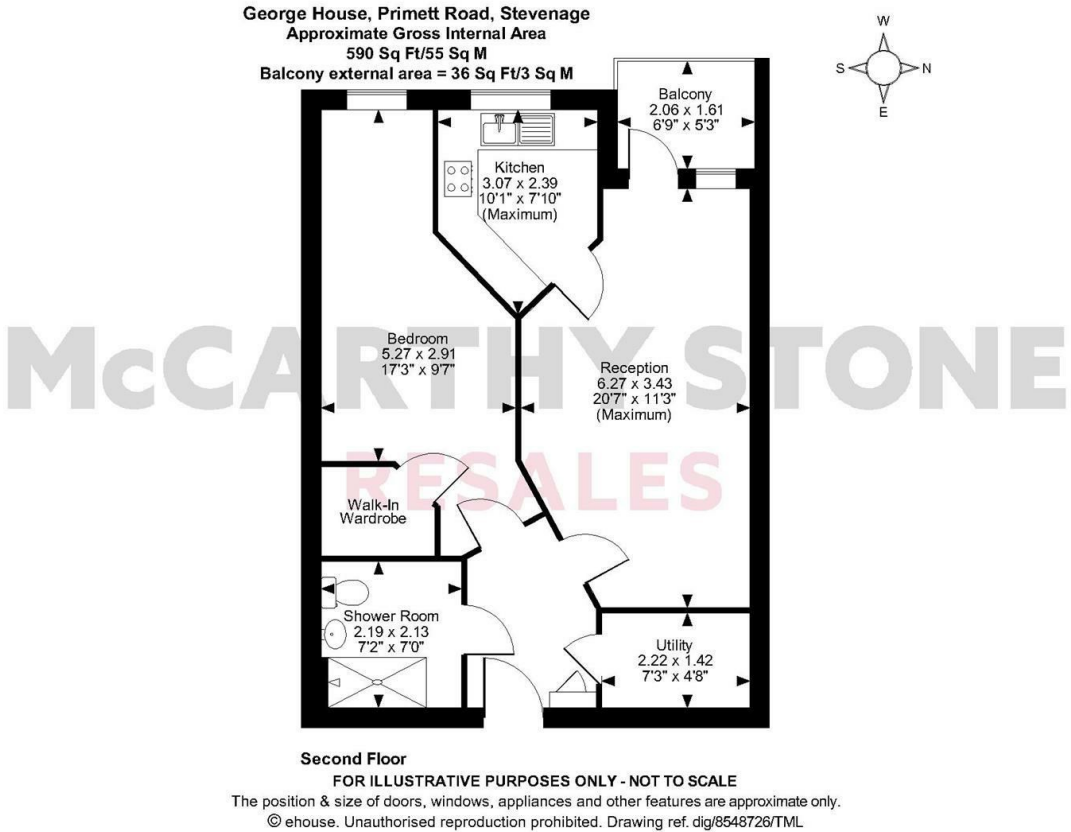 George House, Primett Road, Stevenage
Approximate Gross Internal Area
590 Sq Ft/55 Sq M
Balcony external area = 36 Sq Ft/3 Sq M
W
S
N
E
Balcony
2.06 x 1.61
6'9" x 5'3"
Kitchen
3.07 x 2.39
10'1" x 7'10"
(Maximum)
McCARTHY STONE
RESALES
Bedroom
5.27 x 2.91
17'3" x 9'7"
Reception
6.27 x 3.43
20'7" x 11'3"
(Maximum)
Walk-In
Wardrobe
Shower Room
2.19 x 2.13
7'2" x 7'0"
Utility
2.22 x 1.42
7'3" x 4'8"
Second Floor
FOR ILLUSTRATIVE PURPOSES ONLY - NOT TO SCALE
The position & size of doors, windows, appliances and other features are approximate only.
© ehouse. Unauthorised reproduction prohibited. Drawing ref. dig/8548726/TML